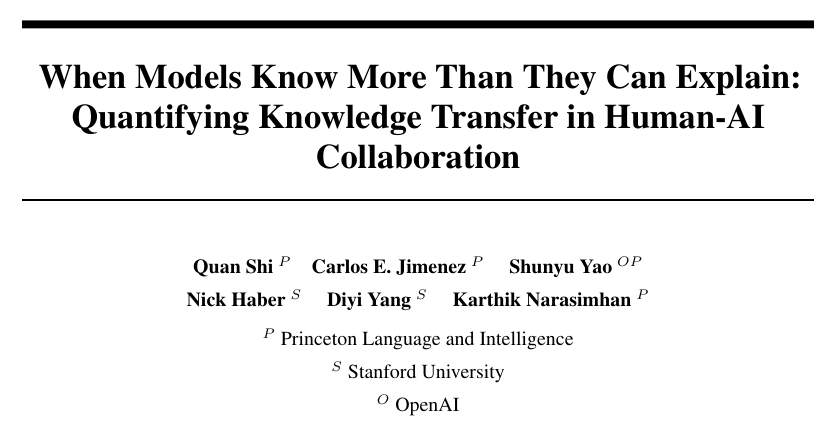 When Models Know More Than They Can Explain:
Quantifying Knowledge Transfer in Human-AI
Collaboration
Quan Shi P Carlos E. Jimenez P Shunyu Yao OP
Nick Haber S Diyi Yang S Karthik Narasimhan P
P Princeton Language and Intelligence
S Stanford University
O OpenAI